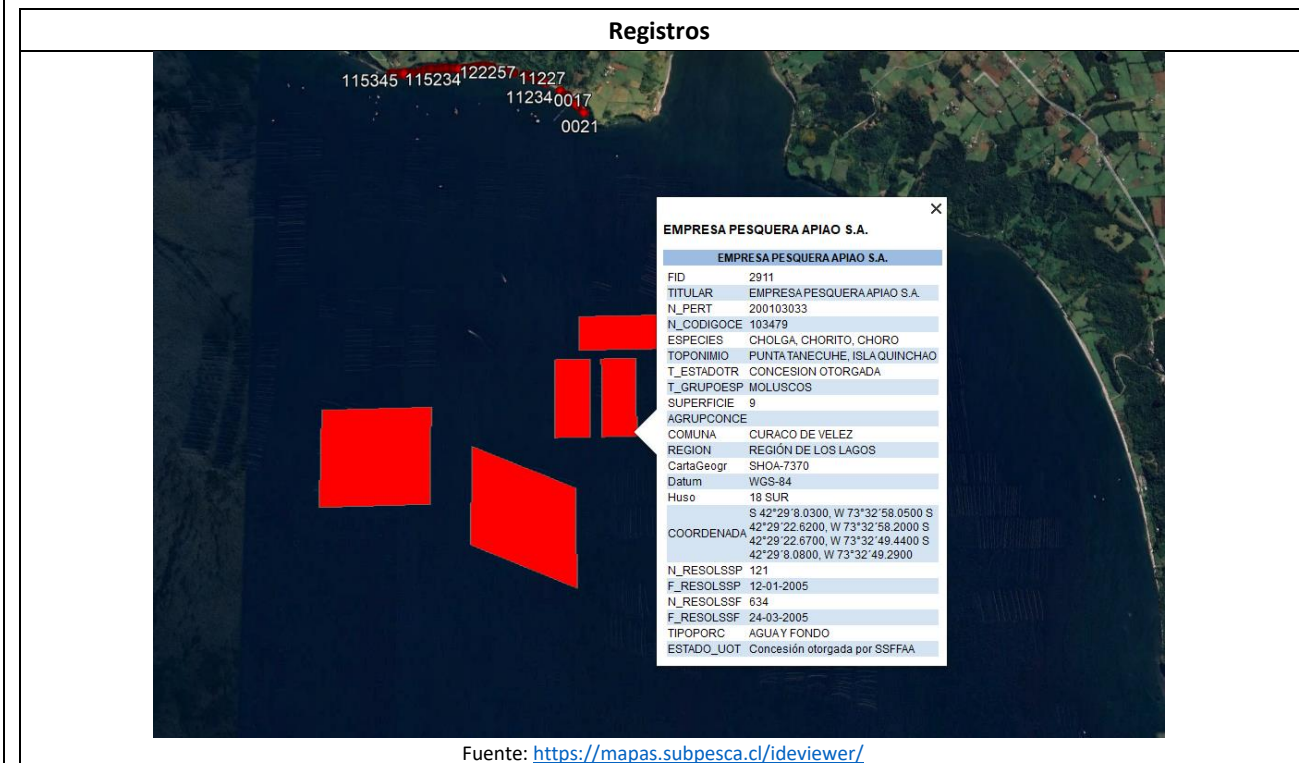 Registros
115345 115234 122257 11227
11234 0017
0021
×
EMPRESA PESQUERA APIAO S.A.
EMPRESA PESQUERA APIAO S.A.
FID 2911
TITULAR EMPRESA PESQUERA APIAO S.A.
N_PERT 200103033
N_CODIGOCE 103479
ESPECIES CHOLGA, CHORITO, CHORO
TOPONIMIO PUNTA TANECUHE, ISLA QUINCHAO
T_ESTADOTR CONCESION OTORGADA
T_GRUPOESP MOLUSCOS
SUPERFICIE 9
AGRUPCONCE
COMUNA CURACO DE VELEZ
REGION REGIÓN DE LOS LAGOS
CartaGeogr SHOA-7370
Datum WGS-84
Huso 18 SUR
COORDENADA S 42°29´8.0300, W 73°32´58.0500 S
42°29´22.6200, W 73°32´58.2000 S
42°29´22.6700, W 73°32´49.4400 S
42°29´8.0800, W 73°32´49.2900
N_RESOLSSP 121
F_RESOLSSP 12-01-2005
N_RESOLSSF 634
F_RESOLSSF 24-03-2005
TIPOPORC AGUA Y FONDO
ESTADO_UOT Concesión otorgada por SSFFAA
Fuente: https://mapas.subpesca.cl/ideviewer/